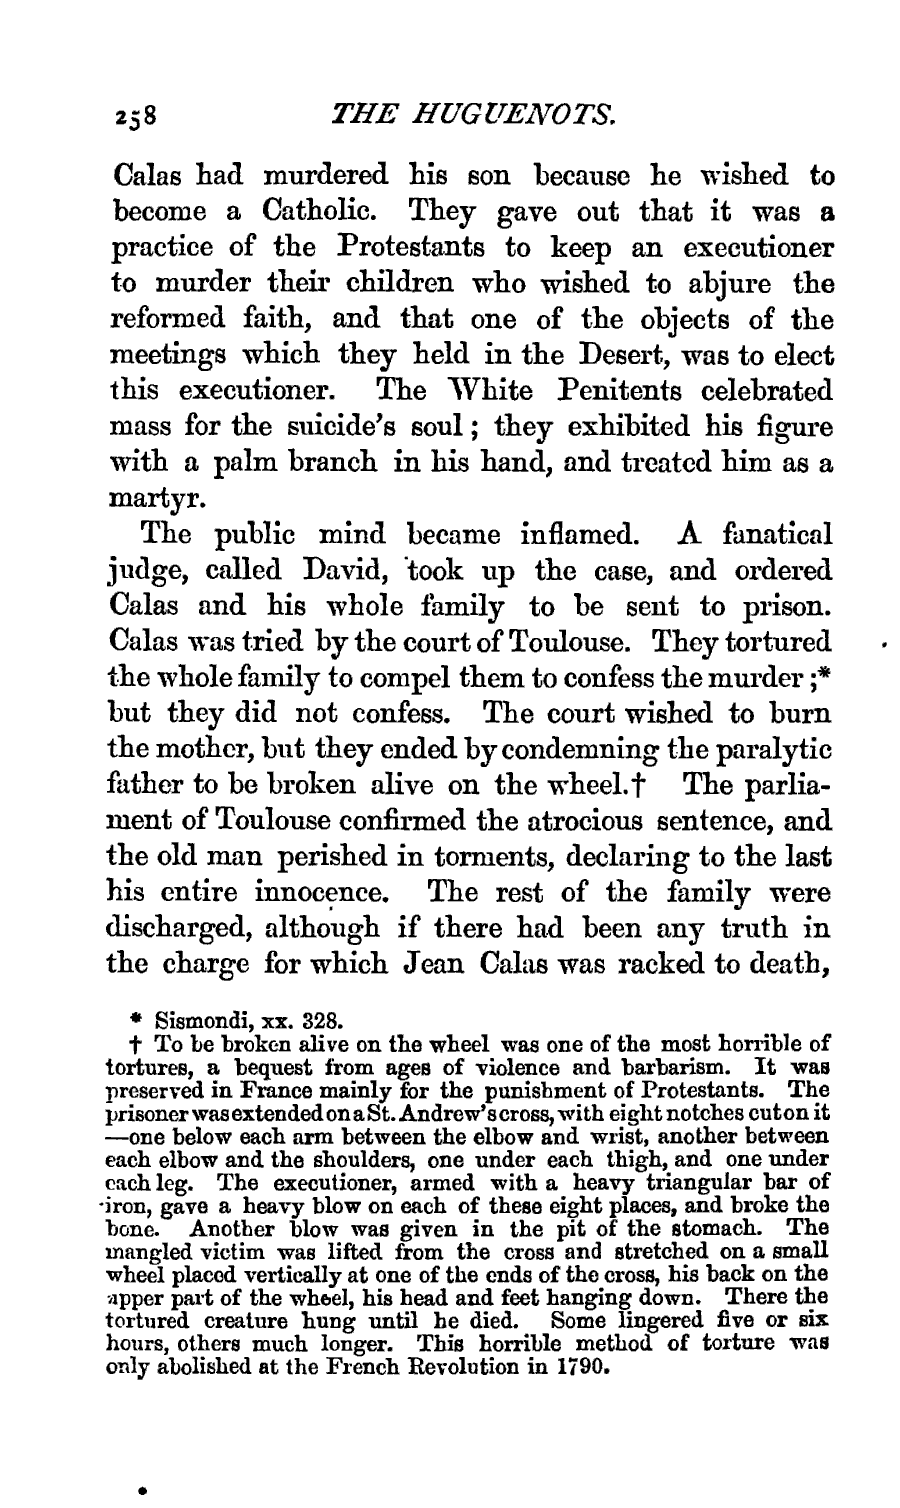 258 THE HUGUENOTS.
Calas had murdered his son because he wished to
become a Catholic. They gave out that it was a
practice of the Protestants to keep an executioner
to murder their children who wished to abjure the
reformed faith, and that one of the objects of the
meetings which they held in the Desert, was to elect
this executioner. The White Penitents celebrated
mass for the suicide's soul; they exhibited his figure
with a palm branch in his hand, and treated him as a
martyr.
The public mind became inflamed. A fanatical
judge, called David, took up the case, and ordered
Calas and his whole family to be sent to prison.
Calas was tried by the court of Toulouse. They tortured
the whole family to compel them to confess the murder;*
but they did not confess. The court wished to burn
the mother, but they ended by condemning the paralytic
father to be broken alive on the wheel.† The parlia-
ment of Toulouse confirmed the atrocious sentence, and
the old man perished in torments, declaring to the last
his entire innocence. The rest of the family were
discharged, although if there had been any truth in
the charge for which Jean Calas was racked to death,
* Sismondi, xx. 328.
† To be broken alive on the wheel was one of the most horrible of
tortures, a bequest from ages of violence and barbarism. It was
preserved in France mainly for the punishment of Protestants. The
prisoner was extended on a St. Andrew's cross, with eight notches cut on it
—one below each arm between the elbow and wrist, another between
each elbow and the shoulders, one under each thigh, and one under
each leg. The executioner, armed with a heavy triangular bar of
iron, gave a heavy blow on each of these eight places, and broke the
bone. Another blow was given in the pit of the stomach. The
mangled victim was lifted from the cross and stretched on a small
wheel placed vertically at one of the ends of the cross, his back on the
upper part of the wheel, his head and feet hanging down. There the
tortured creature hung until he died. Some lingered five or six
hours, others much longer. This horrible method of torture was
only abolished at the French Revolution in 1790.